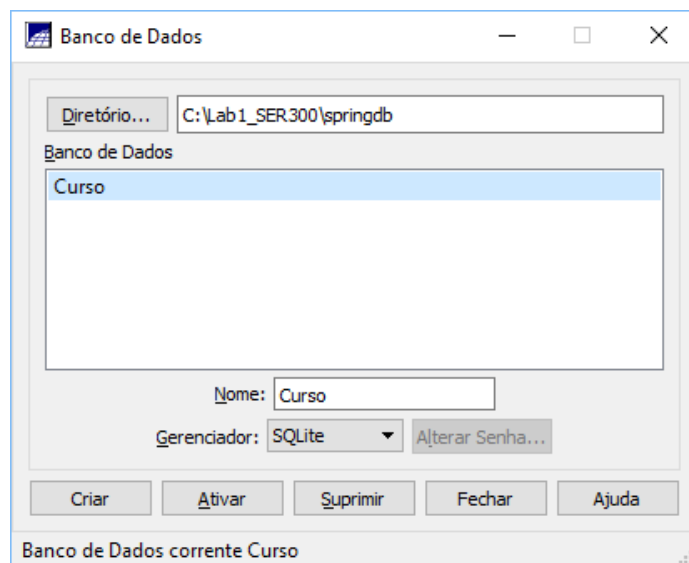 Banco de Dados
Diretório... C:\Lab1_SER300\springdb
Banco de Dados
Curso
Nome: Curso
Gerenciador: SQLite Alterar Senha...
Criar Ativar Suprimir Fechar Ajuda
Banco de Dados corrente Curso